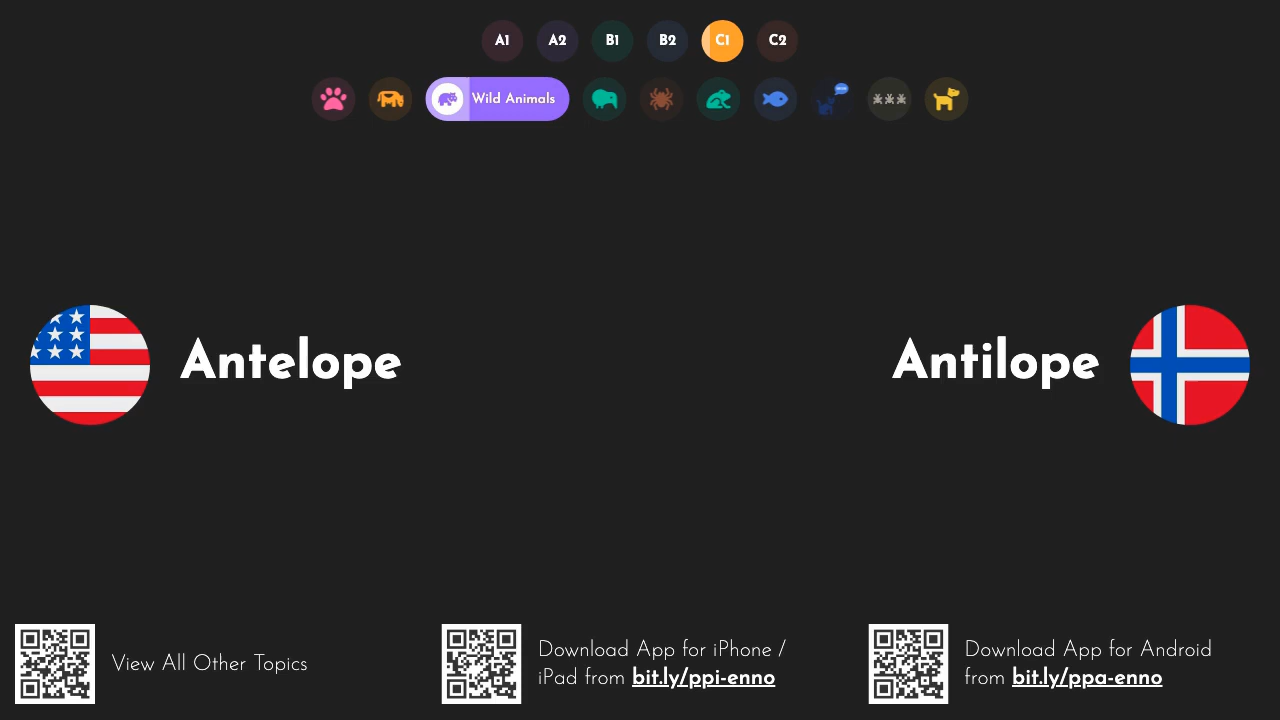 A1 A2 B1 B2 C1 C2
Wild Animals
Antelope
Antilope
View All Other Topics
Download App for iPhone /
iPad from bit.ly/ppi-enno
Download App for Android
from bit.ly/ppa-enno